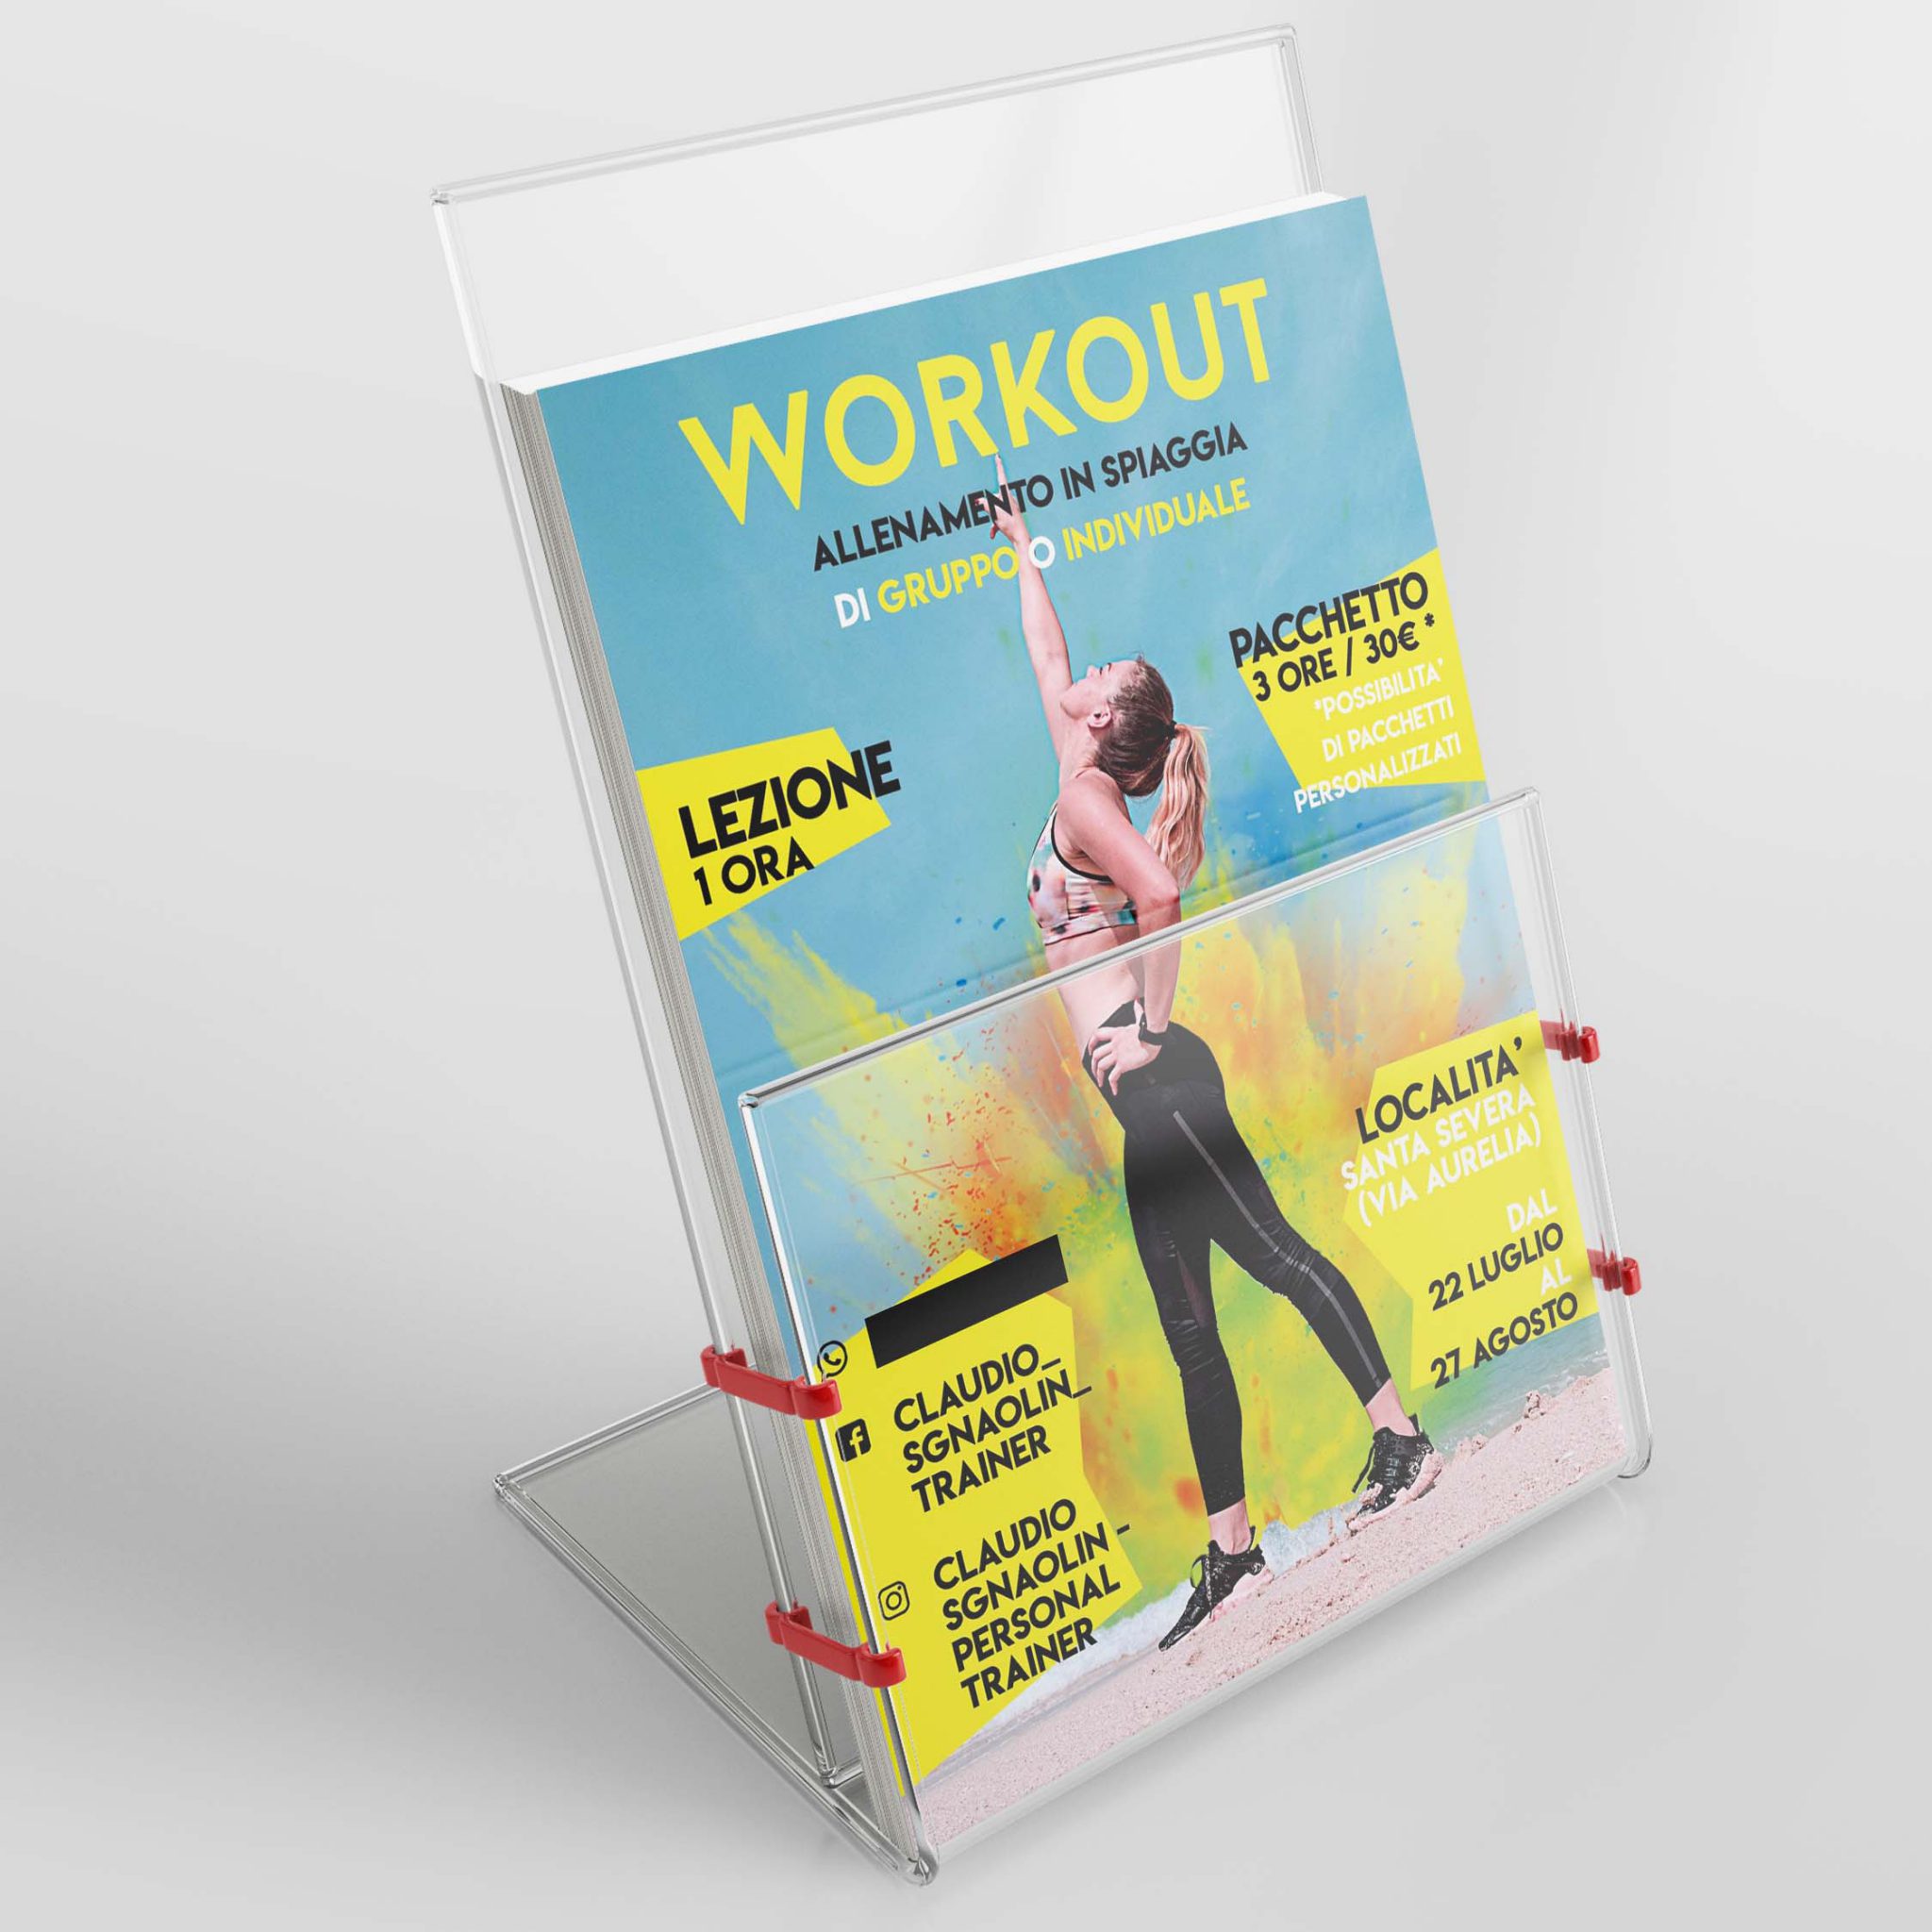 WORKOUT
ALLENAMENTO IN SPIAGGIA
DI GRUPPO O INDIVIDUALE
PACCHETTO
3 ORE / 30€ *
*POSSIBILITA'
DI PACCHETTI
PERSONALIZZATI
LEZIONE
1 ORA
LOCALITA'
SANTA SEVERA
(VIA AURELIA)
DAL
22 LUGLIO
AL
27 AGOSTO
CLAUDIO_
SGNAOLIN_
TRAINER
CLAUDIO
SGNAOLIN_
PERSONAL
TRAINER